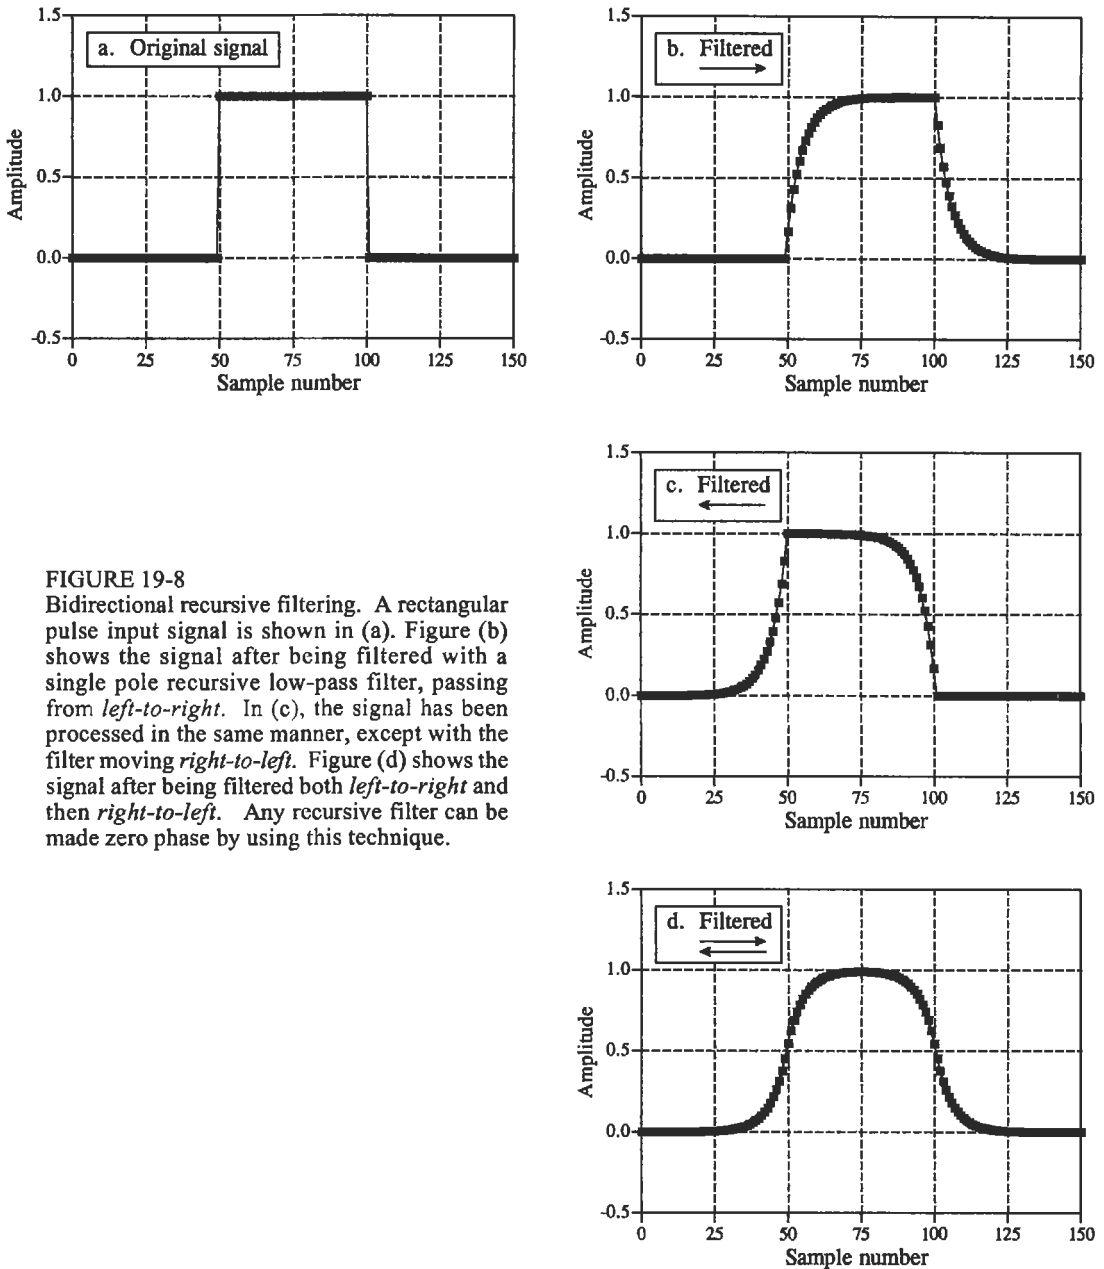 a. Original signal
1.5
1.0
0.5
0.0
-0.5
Amplitude
0 25 50 75 100 125 150
Sample number
b. Filtered
1.5
1.0
0.5
0.0
-0.5
Amplitude
0 25 50 75 100 125 150
Sample number
FIGURE 19-8
Bidirectional recursive filtering. A rectangular
pulse input signal is shown in (a). Figure (b)
shows the signal after being filtered with a
single pole recursive low-pass filter, passing
from left-to-right. In (c), the signal has been
processed in the same manner, except with the
filter moving right-to-left. Figure (d) shows the
signal after being filtered both left-to-right and
then right-to-left. Any recursive filter can be
made zero phase by using this technique.
c. Filtered
1.5
1.0
0.5
0.0
-0.5
Amplitude
0 25 50 75 100 125 150
Sample number
d. Filtered
1.5
1.0
0.5
0.0
-0.5
Amplitude
0 25 50 75 100 125 150
Sample number